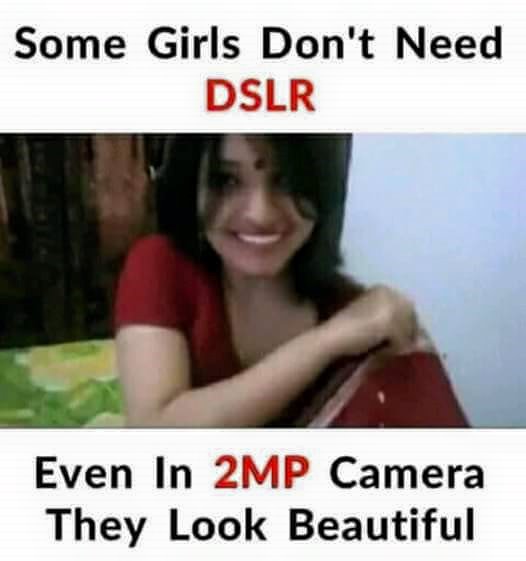 Some Girls Don't Need
DSLR
Even In 2MP Camera
They Look Beautiful